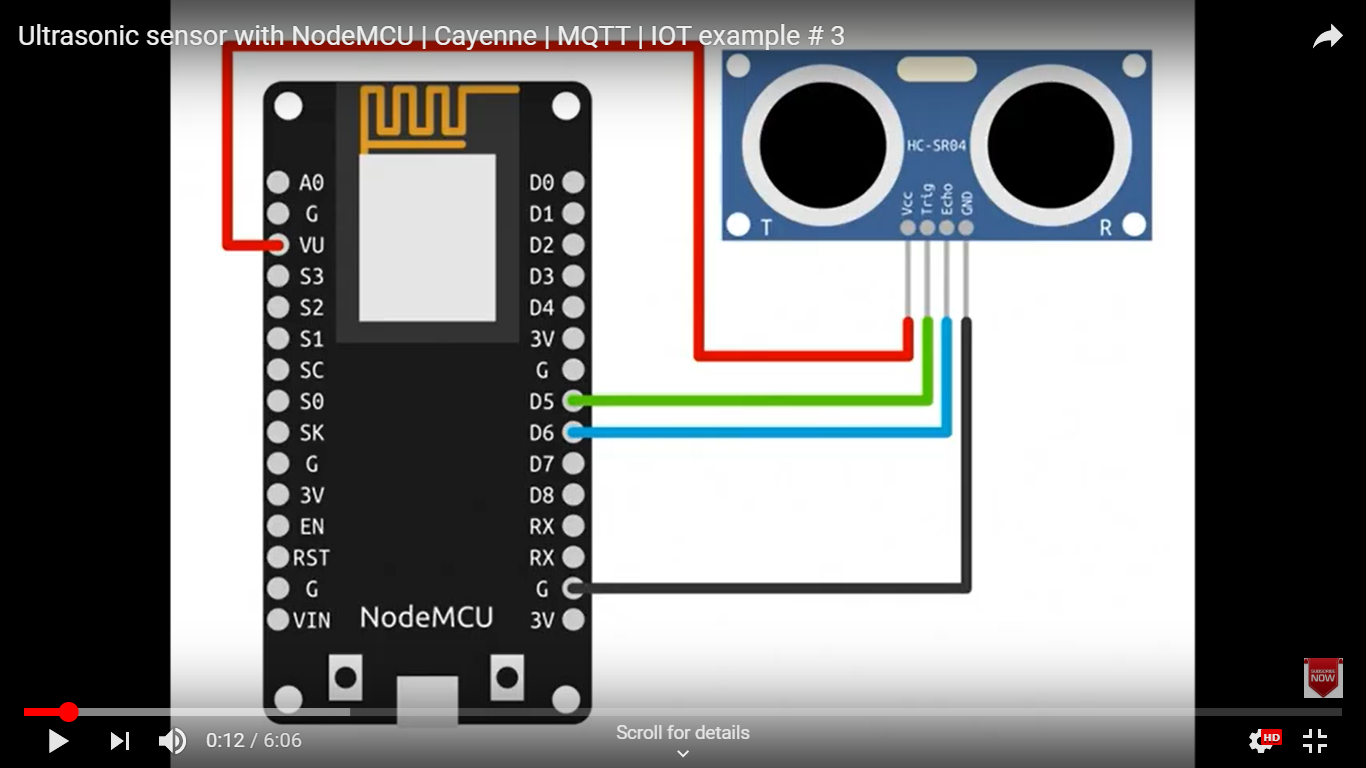 Ultrasonic sensor with NodeMCU | Cayenne | MQTT | IOT example # 3
HC-SR04
Vcc
Trig
Echo
GND
T
R
A0
G
VU
S3
S2
S1
SC
S0
SK
G
3V
EN
RST
G
VIN
D0
D1
D2
D3
D4
3V
G
D5
D6
D7
D8
RX
RX
G
3V
NodeMCU
SUBSCRIBE
NOW
0:12 / 6:06
Scroll for details
HD